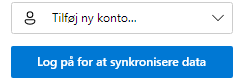 Tilføj ny konto...
Log på for at synkronisere data